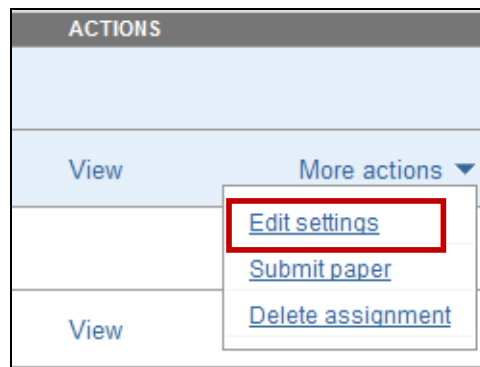 ACTIONS
View More actions
Edit settings
Submit paper
Delete assignment
View